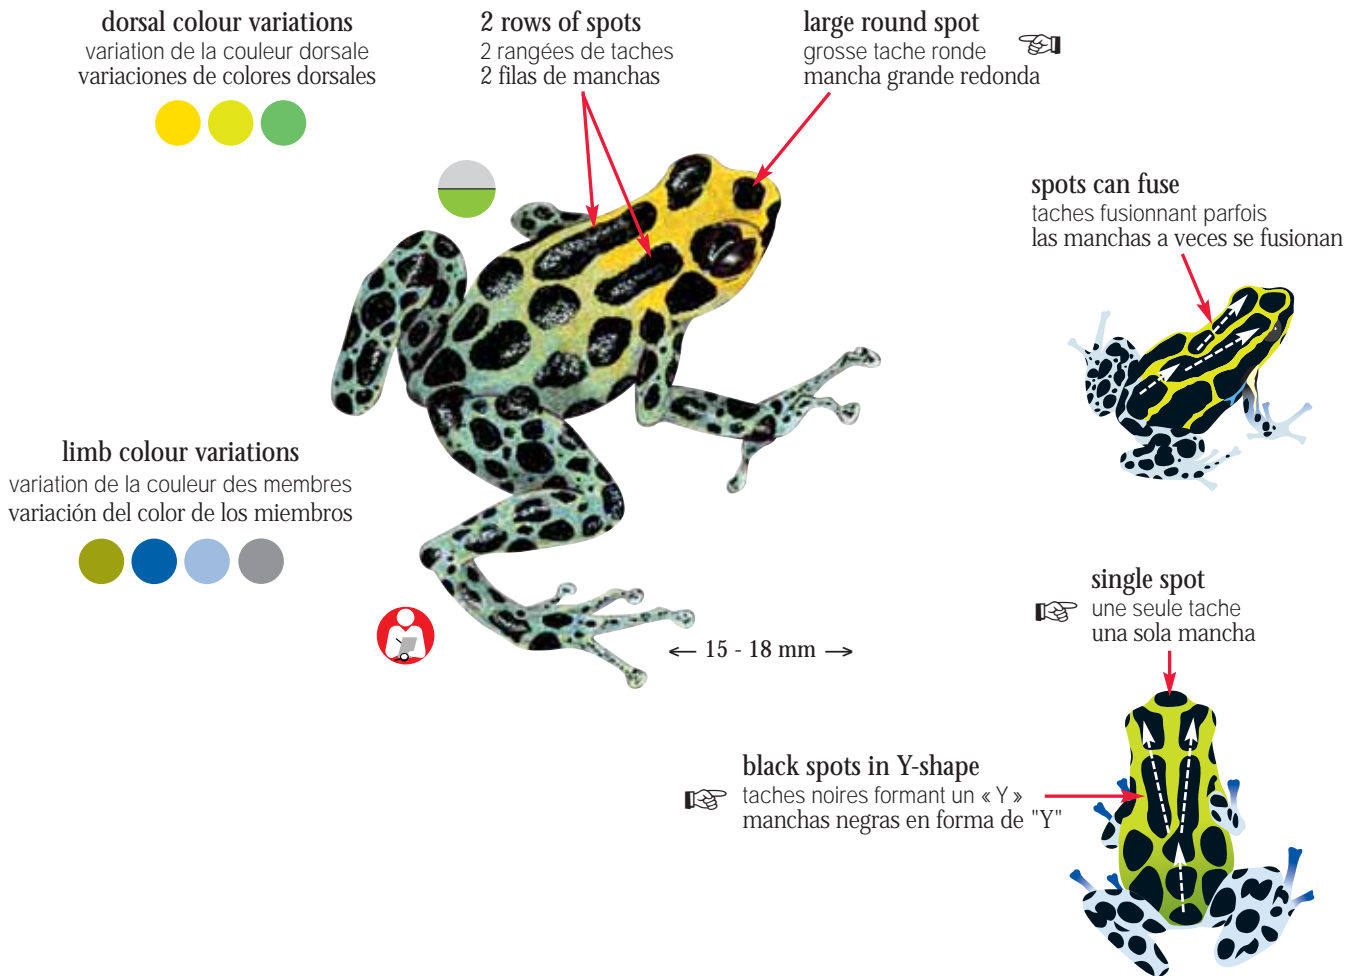 dorsal colour variations
variation de la couleur dorsale
variaciones de colores dorsales
2 rows of spots
2 rangées de taches
2 filas de manchas
large round spot
grosse tache ronde
mancha grande redonda
spots can fuse
taches fusionnant parfois
las manchas a veces se fusionan
limb colour variations
variation de la couleur des membres
variación del color de los miembros
15 - 18 mm
single spot
une seule tache
una sola mancha
black spots in Y-shape
taches noires formant un « Y »
manchas negras en forma de "Y"